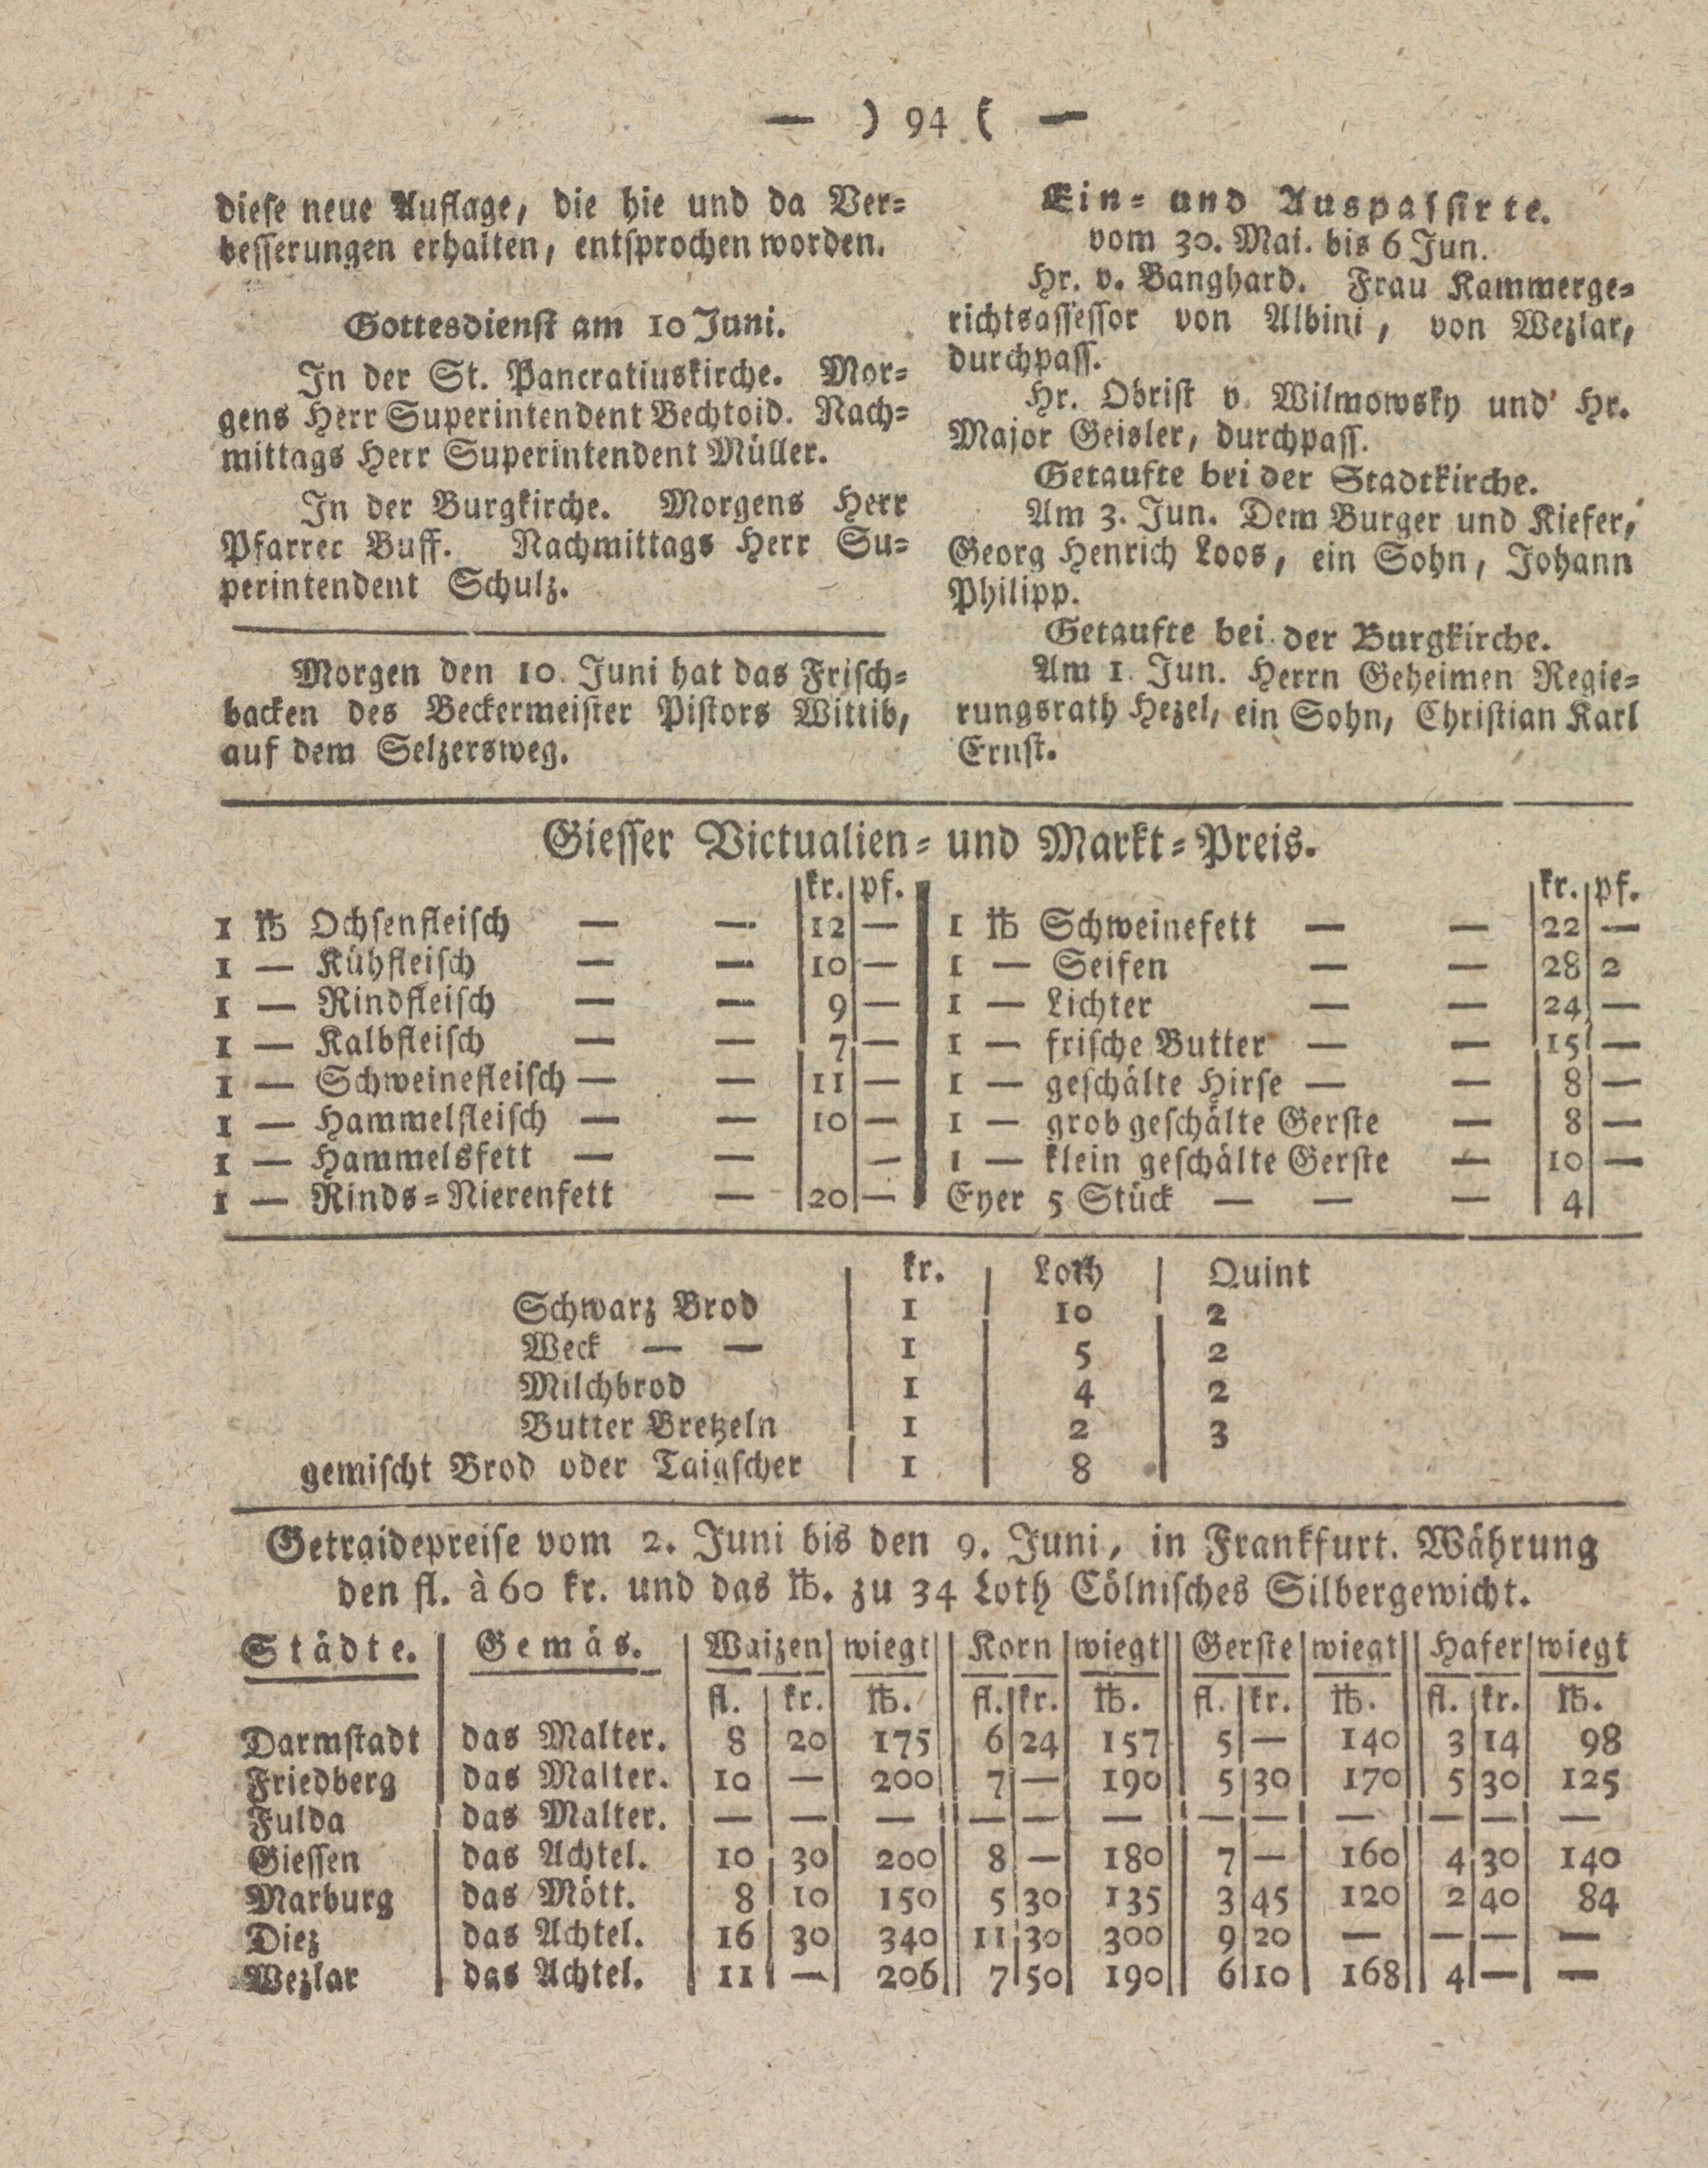 — ) 94 ( —
diese neue Auflage, die hie und da Ver-
besserungen erhalten, entsprochen worden.
Gottesdienst am 10 Juni.
In der St. Pancratiuskirche. Mor-
gens Herr Superintendent Bechtoid. Nach-
mittags Herr Superintendent Müller.
In der Burgkirche. Morgens Herr
Pfarrer Buff. Nachmittags Herr Su-
perintendent Schulz.
Morgen den 10. Juni hat das Frisch-
backen des Beckermeister Pistors Wittib,
auf dem Selzersweg.
Ein- und Auspassirte.
vom 30. Mai. bis 6 Jun.
Hr. v. Banghard. Frau Kammerge-
richtsassessor von Albini, von Wezlar,
durchpass.
Hr. Obrist v. Wilmowsky und Hr.
Major Geisler, durchpass.
Getaufte bei der Stadtkirche.
Am 3. Jun. Dem Burger und Kiefer,
Georg Henrich Loos, ein Sohn, Johann
Philipp.
Getaufte bei der Burgkirche.
Am 1. Jun. Herrn Geheimen Regie-
rungsrath Hezel, ein Sohn, Christian Karl
Ernst.
Giesser Victualien- und Markt-Preis.
kr. pf.
1 ℔ Ochsenfleisch — — 12 —
1 — Kühfleisch — — 10 —
1 — Rindfleisch — — 9 —
1 — Kalbfleisch — — 7 —
1 — Schweinefleisch — — 11 —
1 — Hammelfleisch — — 10 —
1 — Hammelsfett — — —
1 — Rinds-Nierenfett — 20 —
kr. pf.
1 ℔ Schweinefett — — 22 —
1 — Seifen — — 28 2
1 — Lichter — — 24 —
1 — frische Butter — — 15 —
1 — geschälte Hirse — — 8 —
1 — grob geschälte Gerste — 8 —
1 — klein geschälte Gerste — 10 —
Eyer 5 Stück — — — 4
kr. Loth Quint
Schwarz Brod 1 10 2
Weck — — 1 5 2
Milchbrod 1 4 2
Butter Bretzeln 1 2 3
gemischt Brod oder Taigscher 1 8
Getraidepreise vom 2. Juni bis den 9. Juni, in Frankfurt. Währung
den fl. à 60 kr. und das ℔. zu 34 Loth Cölnisches Silbergewicht.
Städte. Gemäs. Waizen wiegt Korn wiegt Gerste wiegt Hafer wiegt
fl. kr. ℔. fl. kr. ℔. fl. kr. ℔. fl. kr. ℔.
Darmstadt das Malter. 8 20 175 6 24 157 5 — 140 3 14 98
Friedberg das Malter. 10 — 200 7 — 190 5 30 170 5 30 125
Fulda das Malter. — — — — — — — — — — — —
Giessen das Achtel. 10 30 200 8 — 180 7 — 160 4 30 140
Marburg das Mött. 8 10 150 5 30 135 3 45 120 2 40 84
Diez das Achtel. 16 30 340 11 30 300 9 20 — — — —
Wezlar das Achtel. 11 — 206 7 50 190 6 10 168 4 — —